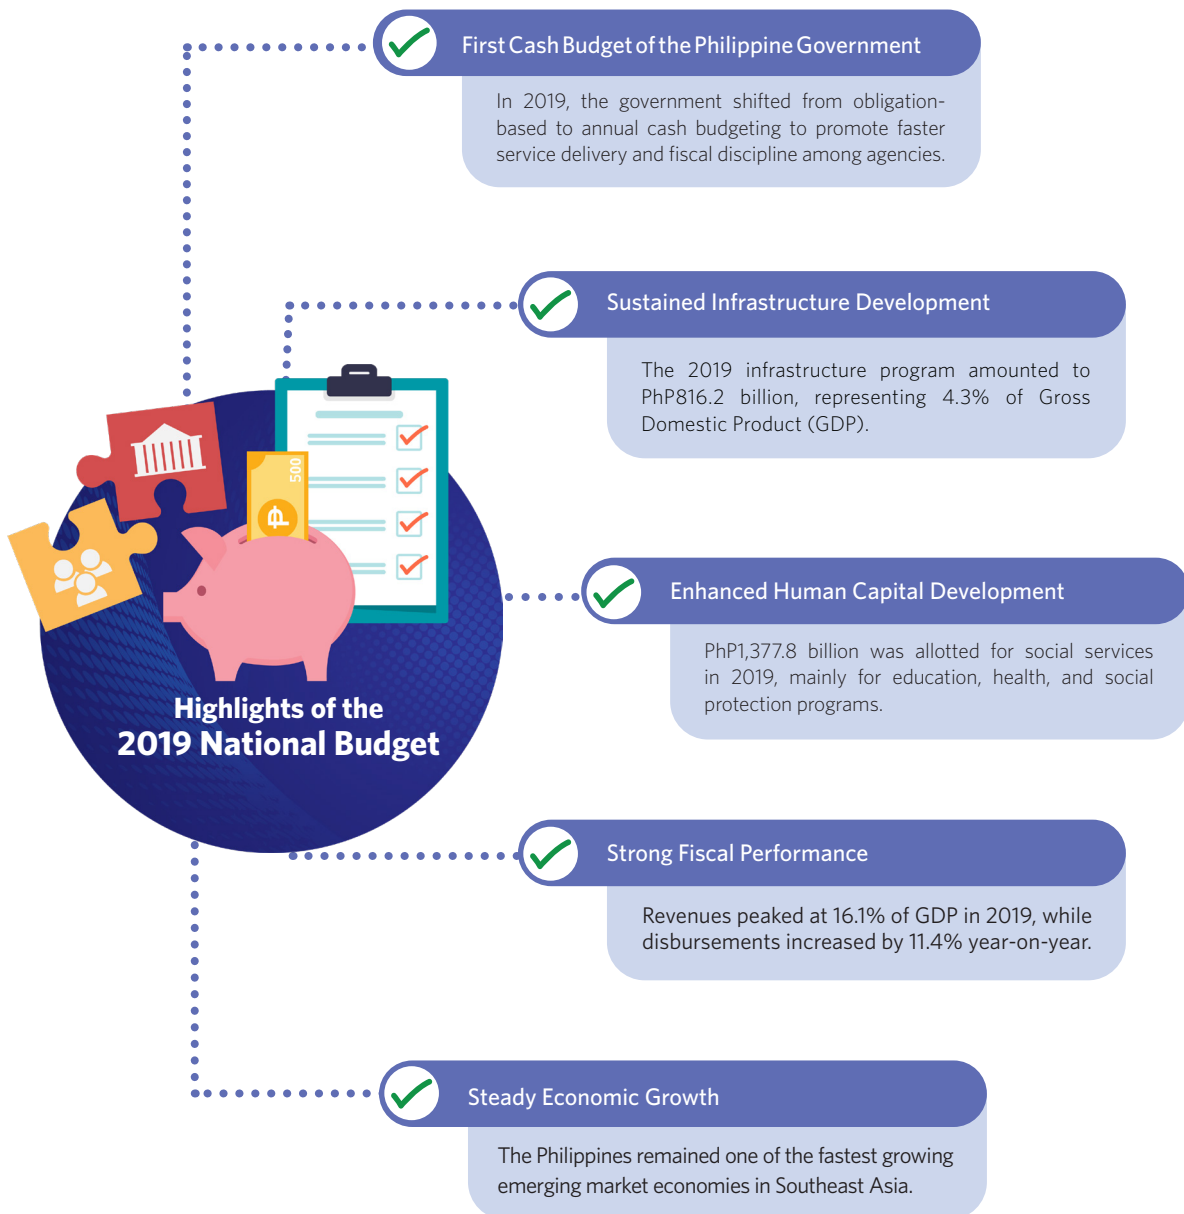 First Cash Budget of the Philippine Government
In 2019, the government shifted from obligation-
based to annual cash budgeting to promote faster
service delivery and fiscal discipline among agencies.
Sustained Infrastructure Development
The 2019 infrastructure program amounted to
PhP816.2 billion, representing 4.3% of Gross
Domestic Product (GDP).
500
₱
Enhanced Human Capital Development
PhP1,377.8 billion was allotted for social services
in 2019, mainly for education, health, and social
protection programs.
Highlights of the
2019 National Budget
Strong Fiscal Performance
Revenues peaked at 16.1% of GDP in 2019, while
disbursements increased by 11.4% year-on-year.
Steady Economic Growth
The Philippines remained one of the fastest growing
emerging market economies in Southeast Asia.